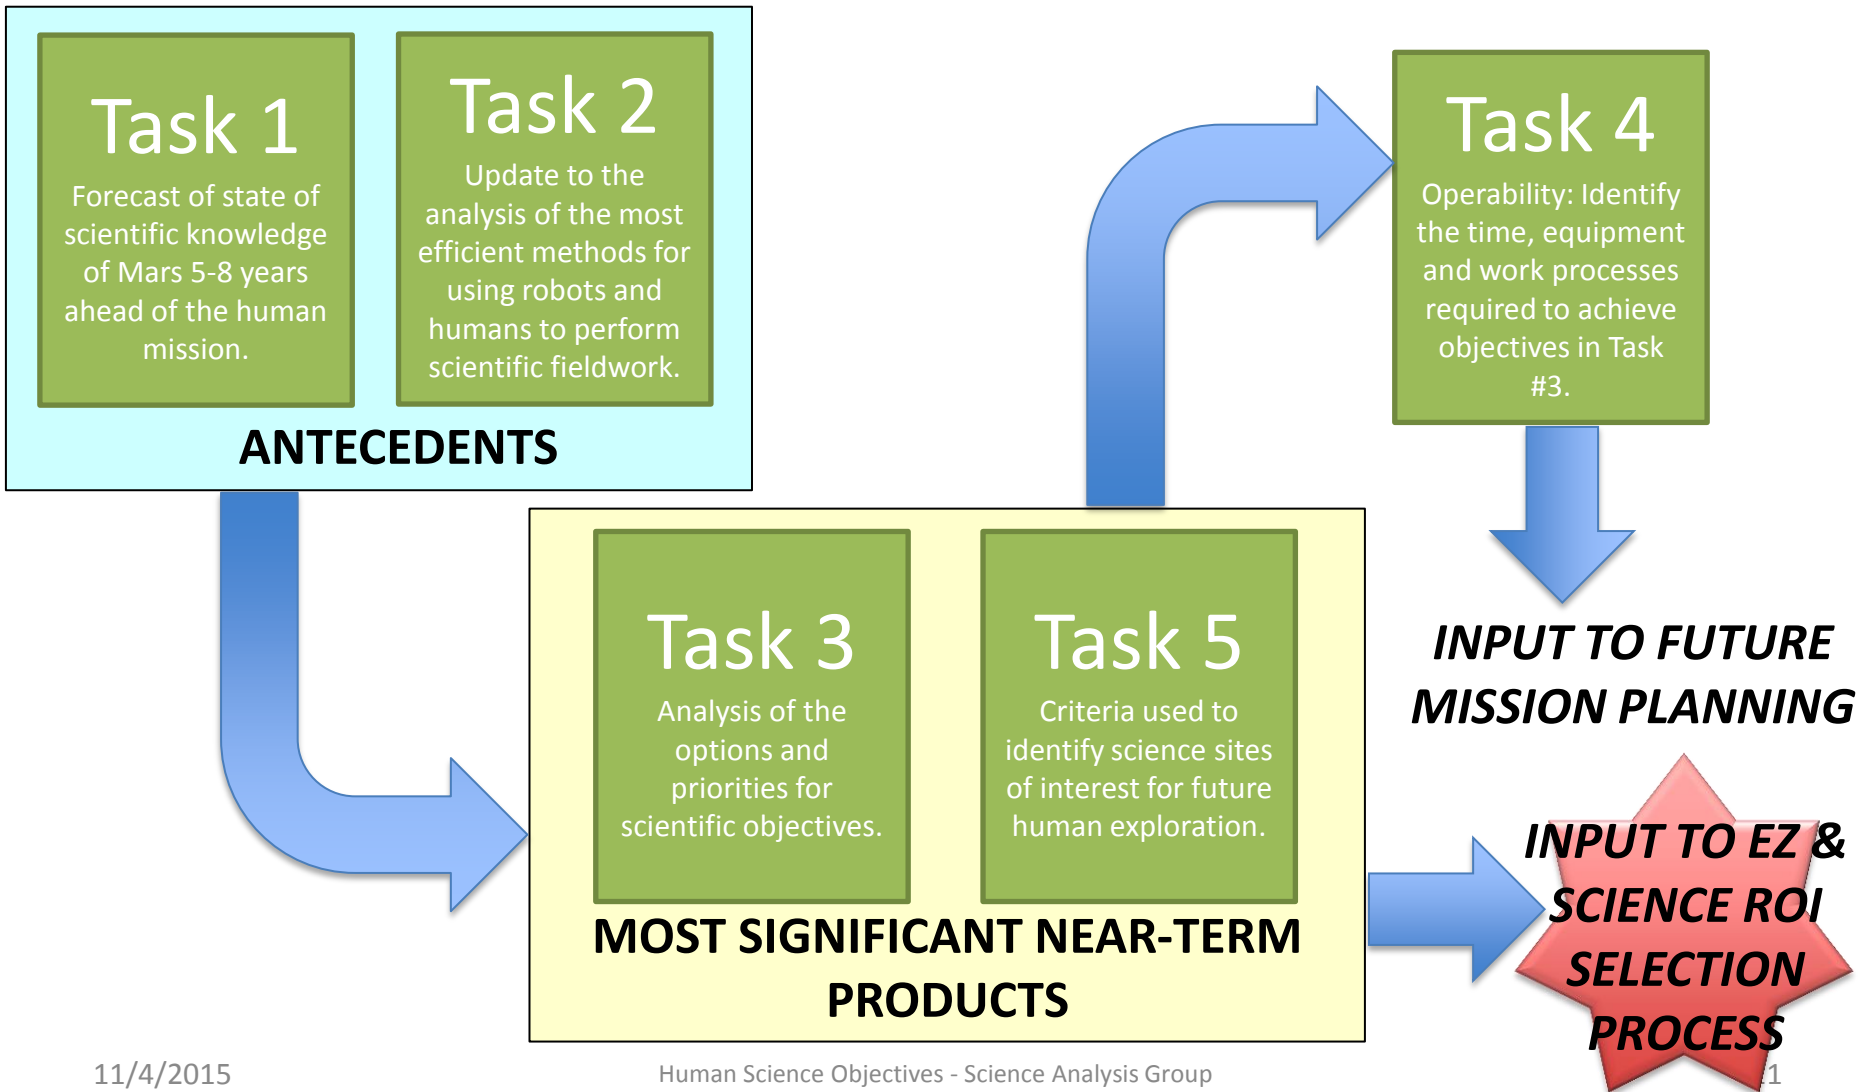 Task 1
Forecast of state of
scientific knowledge
of Mars 5-8 years
ahead of the human
mission.
Task 2
Update to the
analysis of the most
efficient methods for
using robots and
humans to perform
scientific fieldwork.
ANTECEDENTS
Task 4
Operability: Identify
the time, equipment
and work processes
required to achieve
objectives in Task
#3.
Task 3
Analysis of the
options and
priorities for
scientific objectives.
Task 5
Criteria used to
identify science sites
of interest for future
human exploration.
MOST SIGNIFICANT NEAR-TERM
PRODUCTS
INPUT TO FUTURE
MISSION PLANNING
INPUT TO EZ &
SCIENCE ROI
SELECTION
PROCESS
11/4/2015
Human Science Objectives - Science Analysis Group